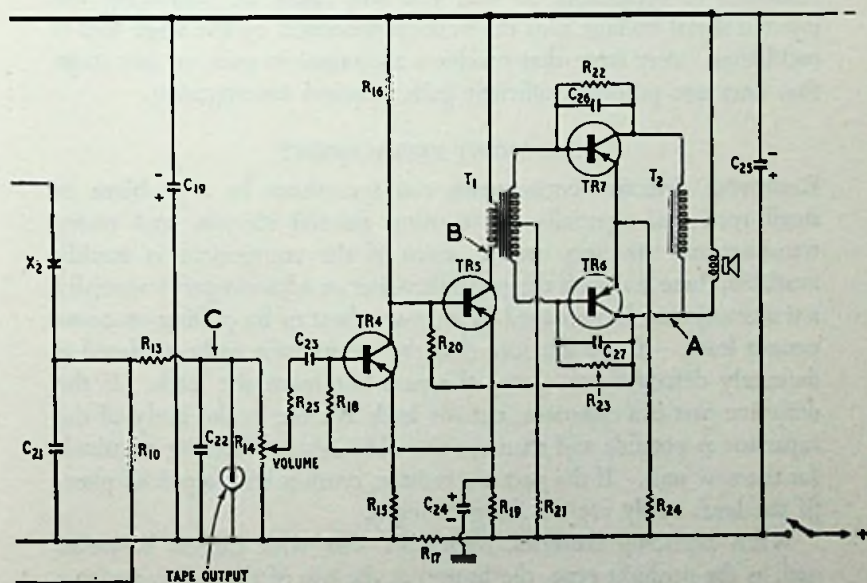 −
R22
R16
C26
C25
− +
T1
TR7
T2
C19
− +
B
X2
TR5
TR6
TR4
A
C
C23
R20
C27
R13
R23
R25
R18
C21
R10
C22
R14
VOLUME
R15
C24
+ −
R19
R21
R24
R17
+
TAPE OUTPUT